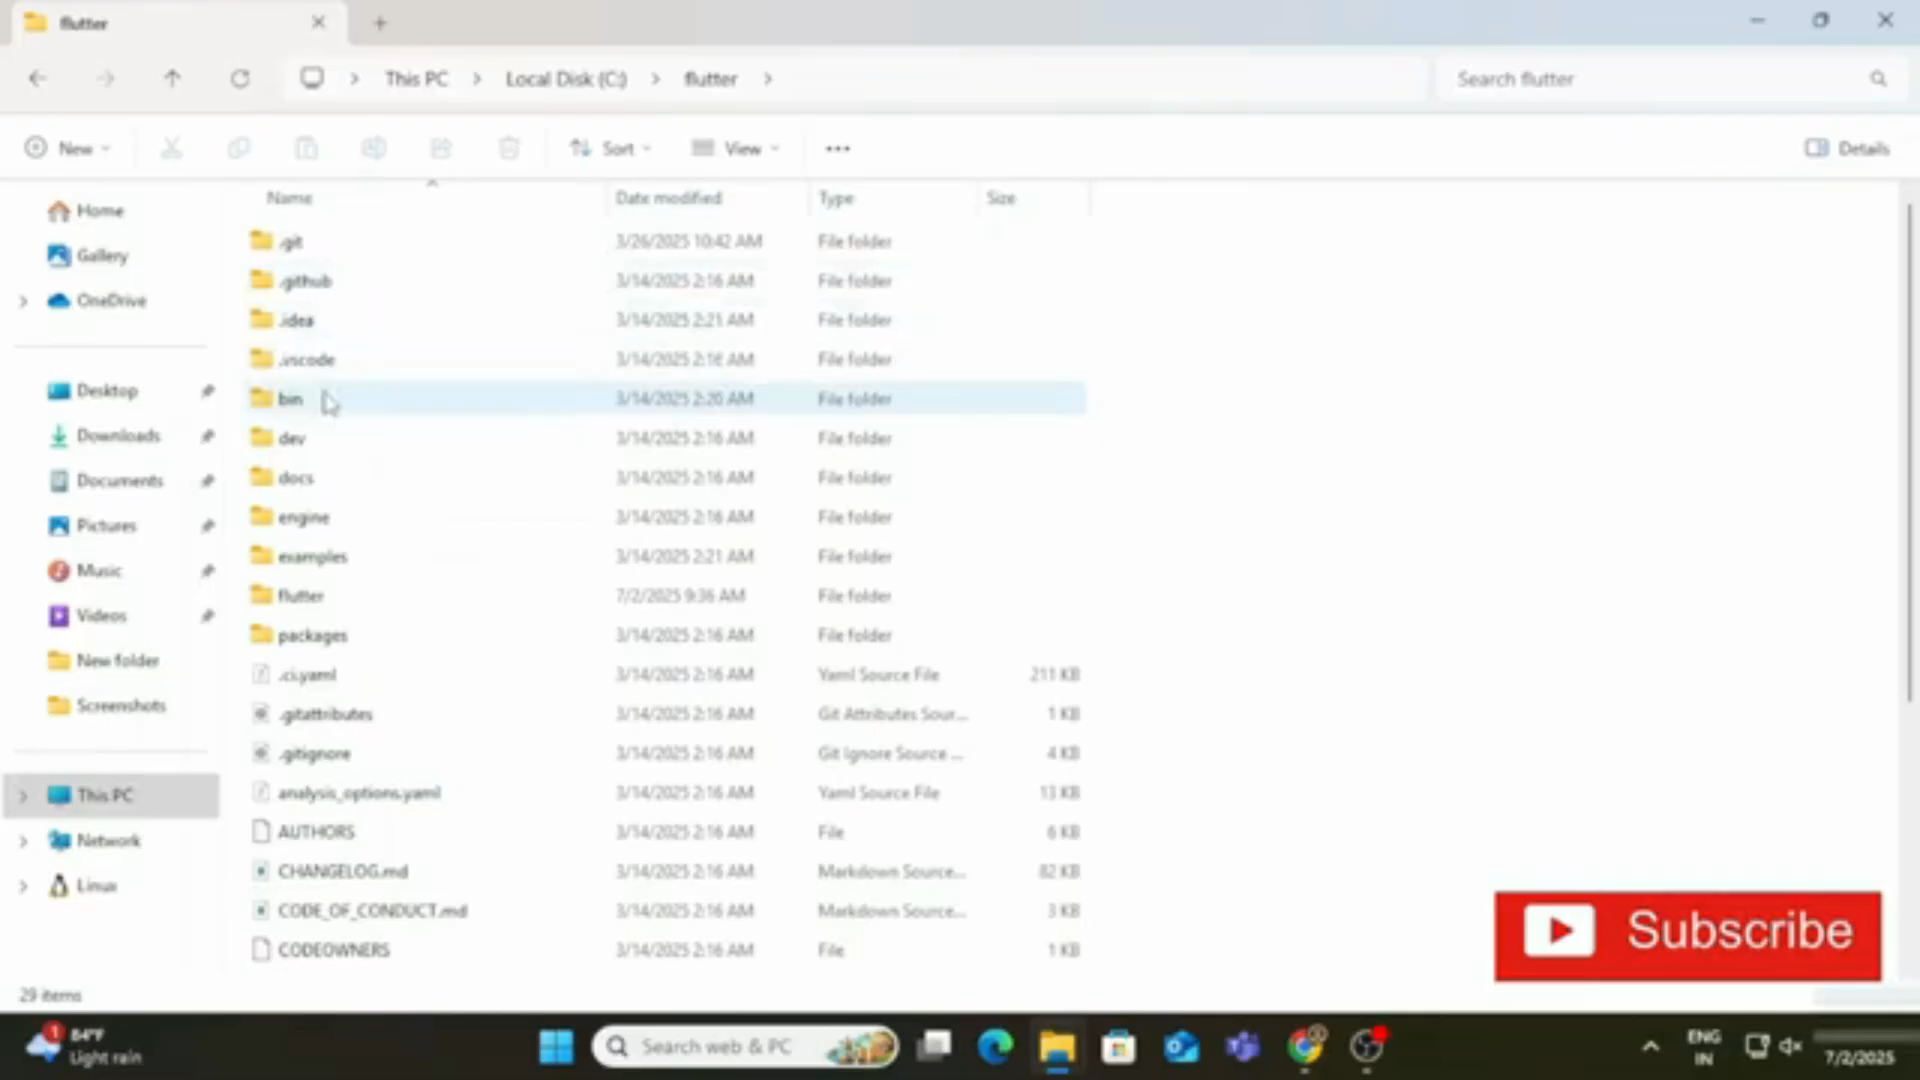 flutter
This PC > Local Disk (C:) > flutter >
Search flutter
New
Sort
View
Details
Name Date modified Type Size
Home
Gallery
OneDrive
Desktop
Downloads
Documents
Pictures
Music
Videos
New folder
Screenshots
This PC
Network
Linux
.git 3/26/2025 10:42 AM File folder
.github 3/14/2025 2:16 AM File folder
.idea 3/14/2025 2:21 AM File folder
.vscode 3/14/2025 2:16 AM File folder
bin 3/14/2025 2:20 AM File folder
dev 3/14/2025 2:16 AM File folder
docs 3/14/2025 2:16 AM File folder
engine 3/14/2025 2:16 AM File folder
examples 3/14/2025 2:21 AM File folder
flutter 7/2/2025 9:36 AM File folder
packages 3/14/2025 2:16 AM File folder
.ci.yaml 3/14/2025 2:16 AM Yaml Source File 211 KB
.gitattributes 3/14/2025 2:16 AM Git Attributes Sour... 1 KB
.gitignore 3/14/2025 2:16 AM Git Ignore Source ... 4 KB
analysis_options.yaml 3/14/2025 2:16 AM Yaml Source File 13 KB
AUTHORS 3/14/2025 2:16 AM File 6 KB
CHANGELOG.md 3/14/2025 2:16 AM Markdown Source... 82 KB
CODE_OF_CONDUCT.md 3/14/2025 2:16 AM Markdown Source... 3 KB
CODEOWNERS 3/14/2025 2:16 AM File 1 KB
Subscribe
29 items
1
84°F
Light rain
Search web & PC
ENG
IN
7/2/2025